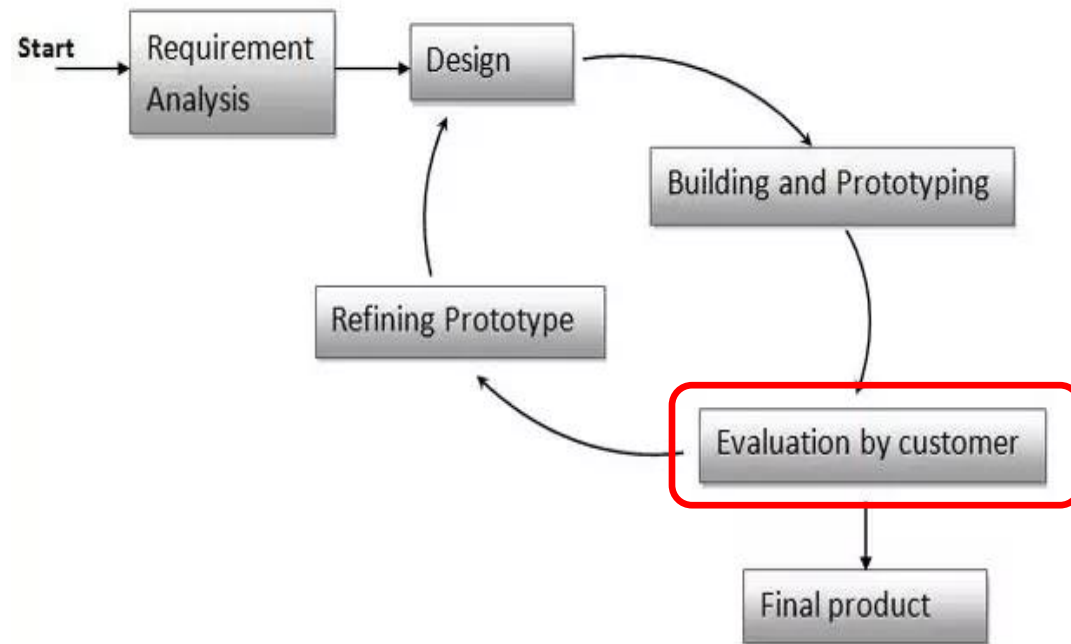 Start
Requirement
Analysis
Design
Building and Prototyping
Refining Prototype
Evaluation by customer
Final product